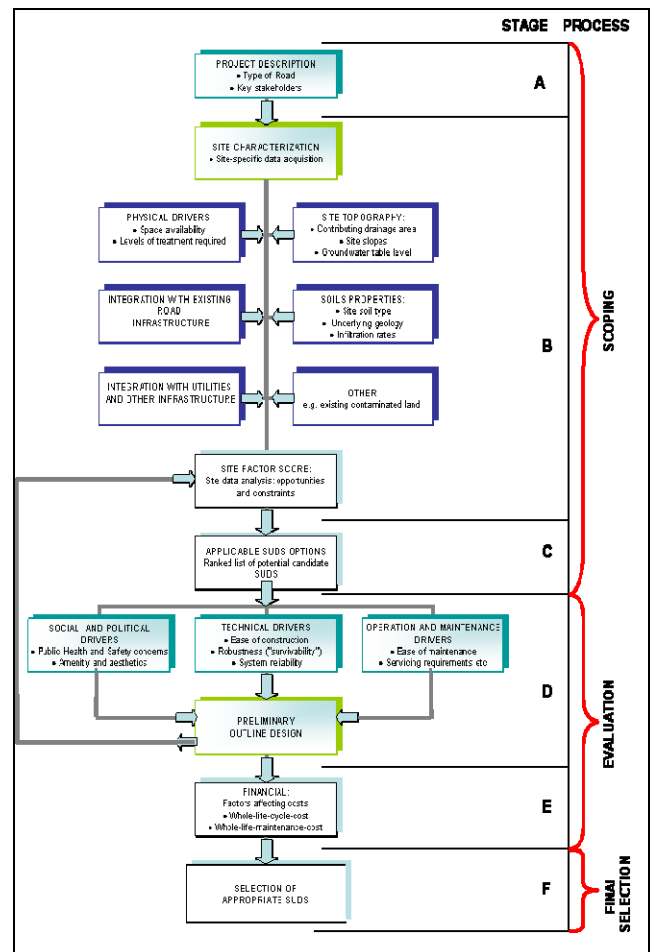 STAGE PROCESS
PROJECT DESCRIPTION
• Type of Road
• Key stakeholders
A
SITE CHARACTERIZATION
• Site-specific data acquisition
PHYSICAL DRIVERS
• Space availability
• Levels of treatment required
SITE TOPOGRAPHY:
• Contributing drainage area
• Site slopes
• Groundwater table level
INTEGRATION WITH EXISTING
ROAD
INFRASTRUCTURE
SOILS PROPERTIES:
• Site soil type
• Underlying geology
• Infiltration rates
B
SCOPING
INTEGRATION WITH UTILITIES
AND OTHER INFRASTRUCTURE
OTHER
e.g. existing contaminated land
SITE FACTOR SCORE:
Site data analysis: opportunities
and constraints
APPLICABLE SUDS OPTIONS
Ranked list of potential candidate
SUDS
C
SOCIAL AND POLITICAL
DRIVERS
• Public Health and Safety concerns
• Amenity and aesthetics
TECHNICAL DRIVERS
• Ease of construction
• Robustness ("survivability")
• System reliability
OPERATION AND MAINTENANCE
DRIVERS
• Ease of maintenance
• Servicing requirements etc
D
PRELIMINARY
OUTLINE DESIGN
EVALUATION
FINANCIAL:
Factors affecting costs
• Whole-life-cycle-cost
• Whole-life-maintenance-cost
E
SELECTION OF
APPROPRIATE SUDS
F
FINAL
SELECTION